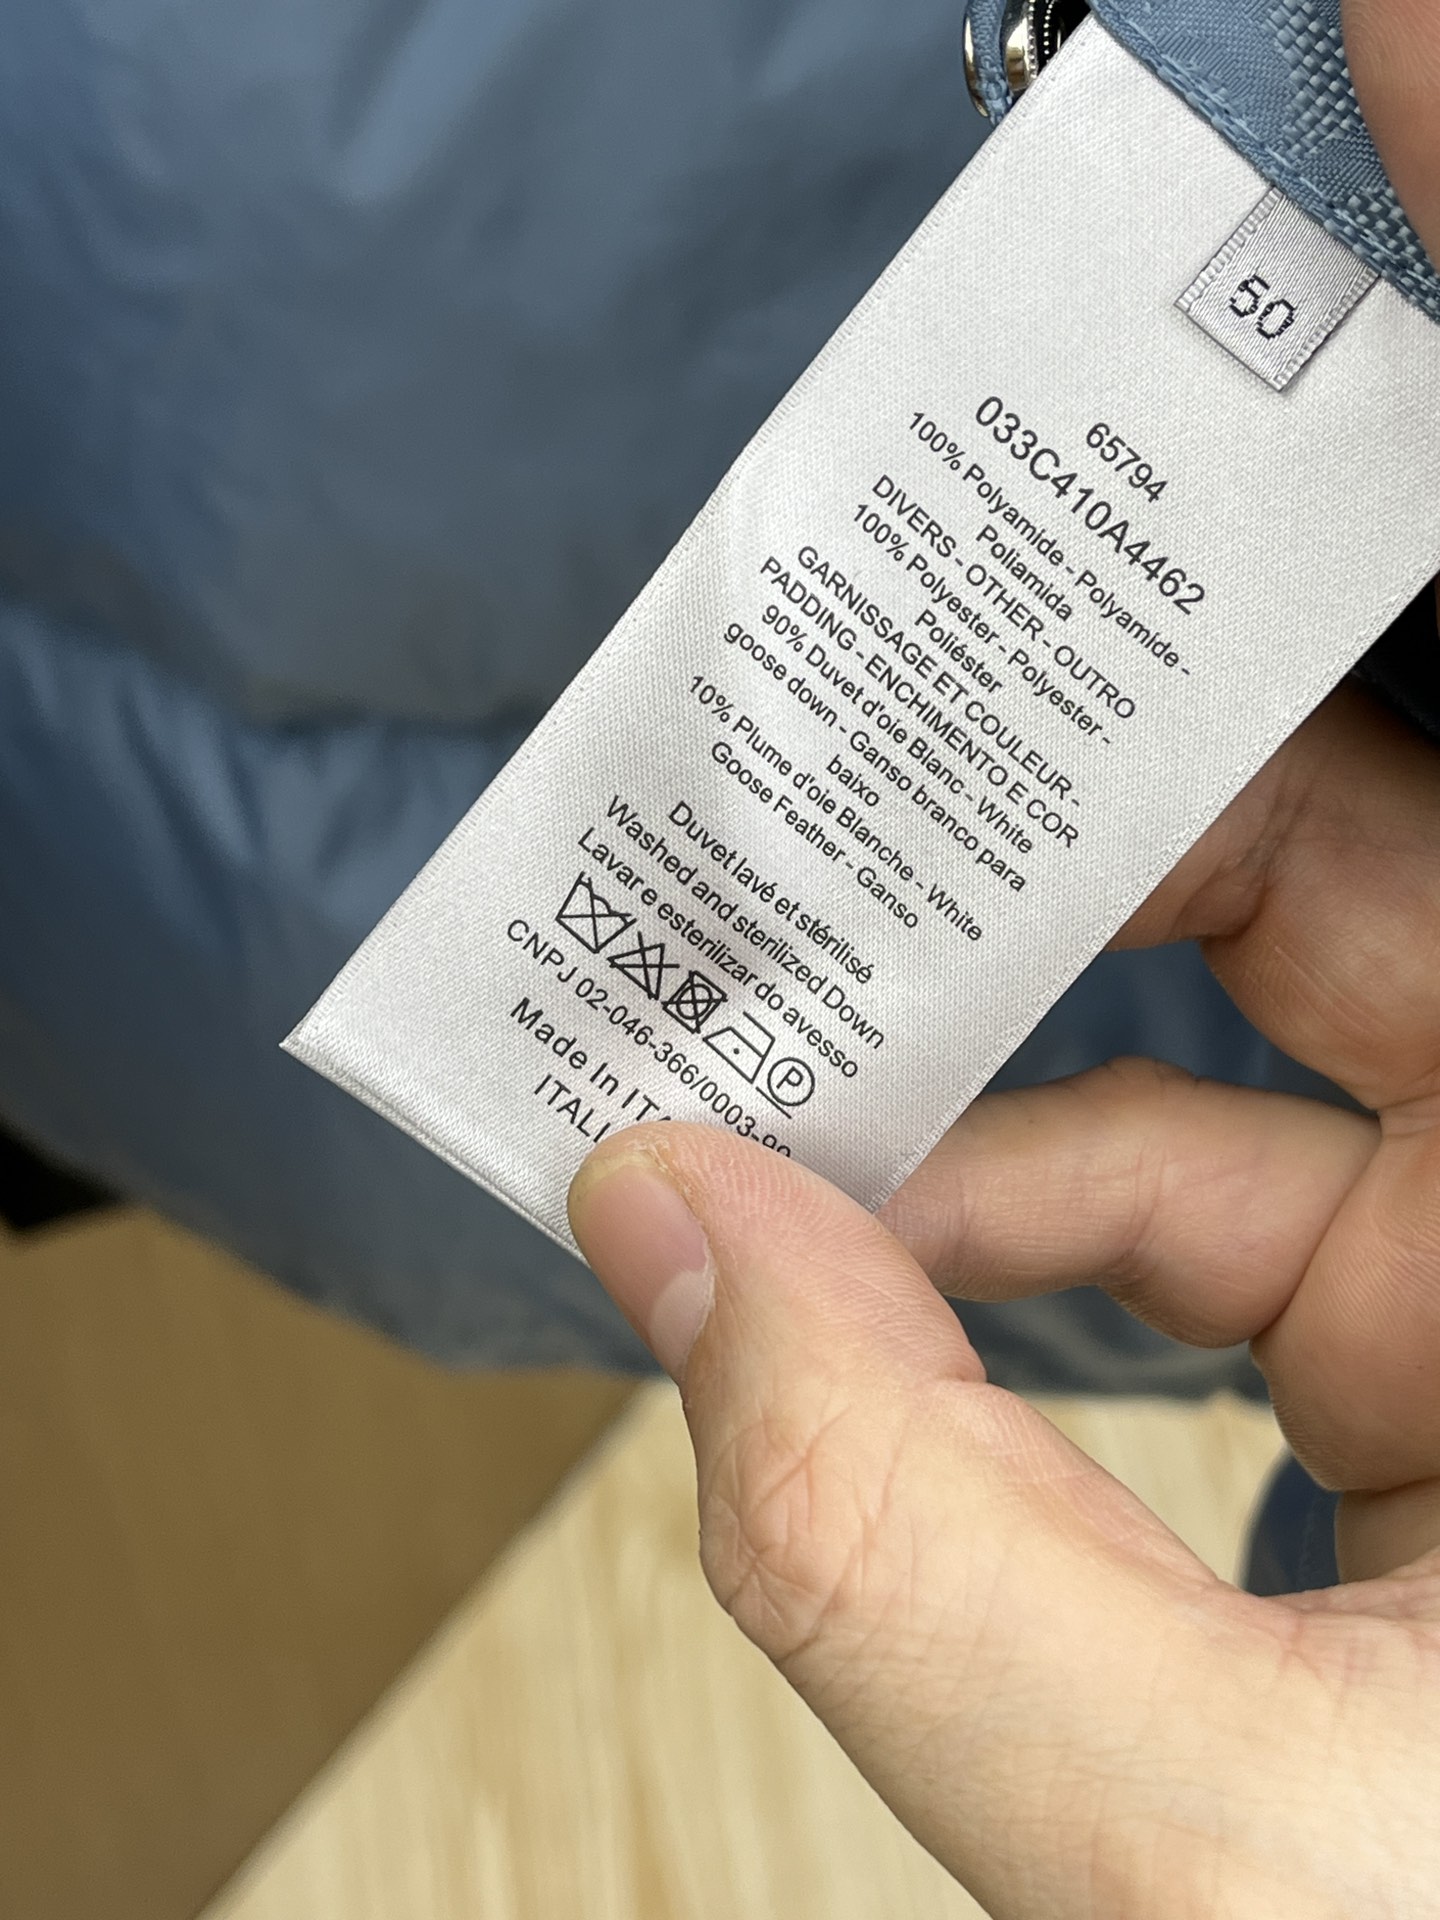 50
65794
033C410A4462
100% Polyamide - Polyamide -
Poliamida
DIVERS - OTHER - OUTRO
100% Polyester - Polyester -
Poliéster
GARNISSAGE ET COULEUR -
PADDING - ENCHIMENTO E COR
90% Duvet d'oie Blanc - White
goose down - Ganso branco para
baixo
10% Plume d'oie Blanche - White
Goose Feather - Ganso
Duvet lavé et stérilisé
Washed and sterilized Down
Lavar e esterilizar do avesso
P
CNPJ 02-046-366/0003-
Made In